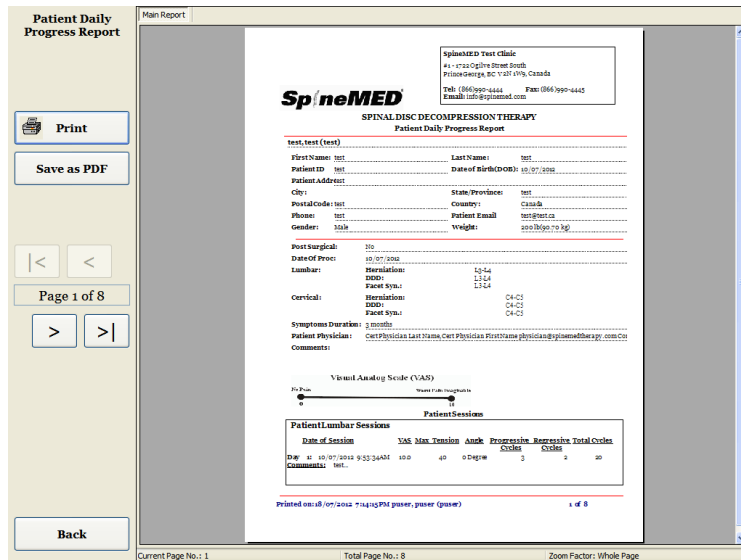 Patient Daily
Progress Report
Print
Save as PDF
|<
<
Page 1 of 8
>
>|
Back
Main Report
SpineMED Test Clinic
#1 - 1722 Ogilve Street South
Prince George, BC V2N 1W9, Canada
Tel: (866)990-4444 Fax: (866)990-4445
Email: info@spinemed.com
SpineMED
SPINAL DISC DECOMPRESSION THERAPY
Patient Daily Progress Report
test, test (test)
First Name: test Last Name: test
Patient ID test Date of Birth(DOB): 10/07/2012
Patient Addrtest
City: State/Province: test
Postal Code: test Country: Canada
Phone: test Patient Email test@test.ca
Gender: Male Weight: 200 lb(90.70 kg)
Post Surgical: No
Date Of Proc: 10/07/2012
Lumbar: Herniation: L3-L4
DDD: L3-L4
Facet Syn.: L3-L4
Cervical: Herniation: C4-C5
DDD: C4-C5
Facet Syn.: C4-C5
Symptoms Duration: 3 months
Patient Physician: Cert Physician Last Name, Cert Physician First Name physician@spinemedtherapy.com Cou
Comments:
Visual Analog Scale (VAS)
No Pain Worst Pain Imaginable
0 10
Patient Sessions
Patient Lumbar Sessions
Date of Session VAS Max Tension Angle Progressive Cycles Regressive Cycles Total Cycles
Day 1: 10/07/2012 9:53:34AM 10.0 40 0 Degree 3 2 20
Comments: test...
Printed on: 18/07/2012 7:14:15PM puser, puser (puser) 1 of 8
Current Page No.: 1 Total Page No.: 8 Zoom Factor: Whole Page